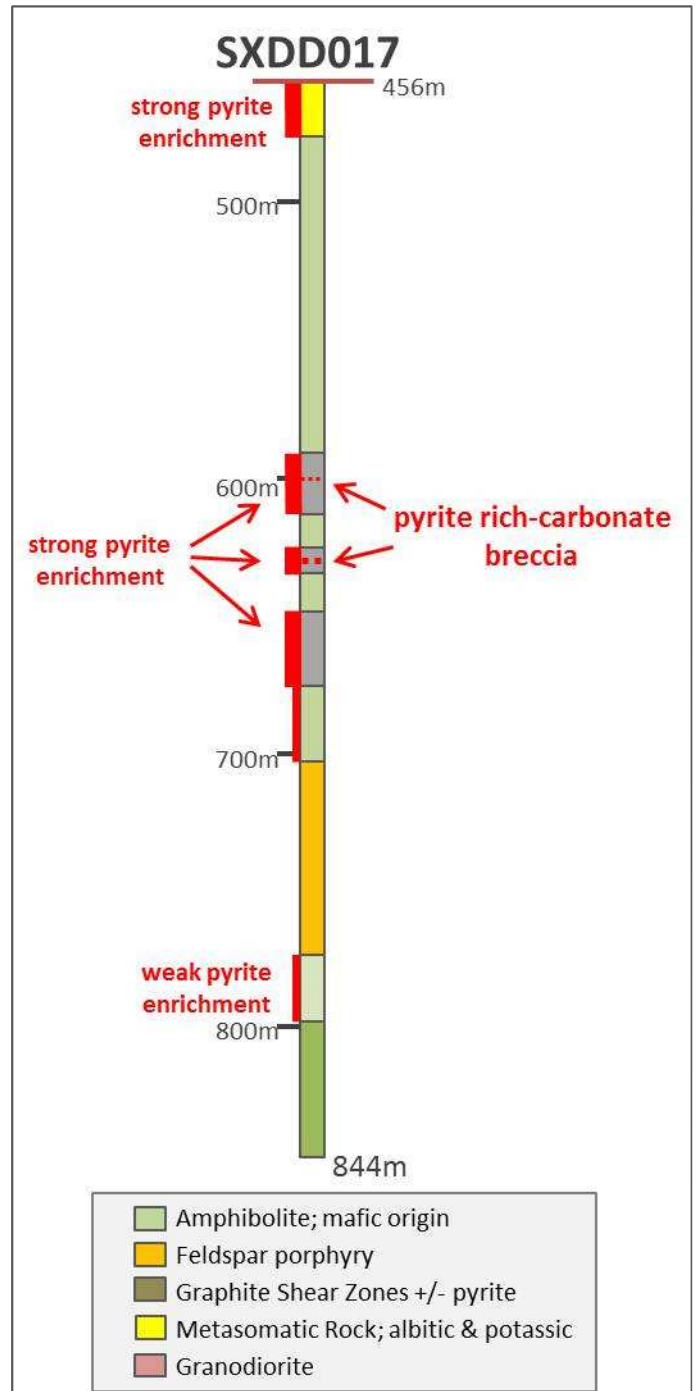 SXDD017
456m
strong pyrite
enrichment
500m
600m
pyrite rich-carbonate
breccia
strong pyrite
enrichment
700m
weak pyrite
enrichment
800m
844m
Amphibolite; mafic origin
Feldspar porphyry
Graphite Shear Zones +/- pyrite
Metasomatic Rock; albitic & potassic
Granodiorite